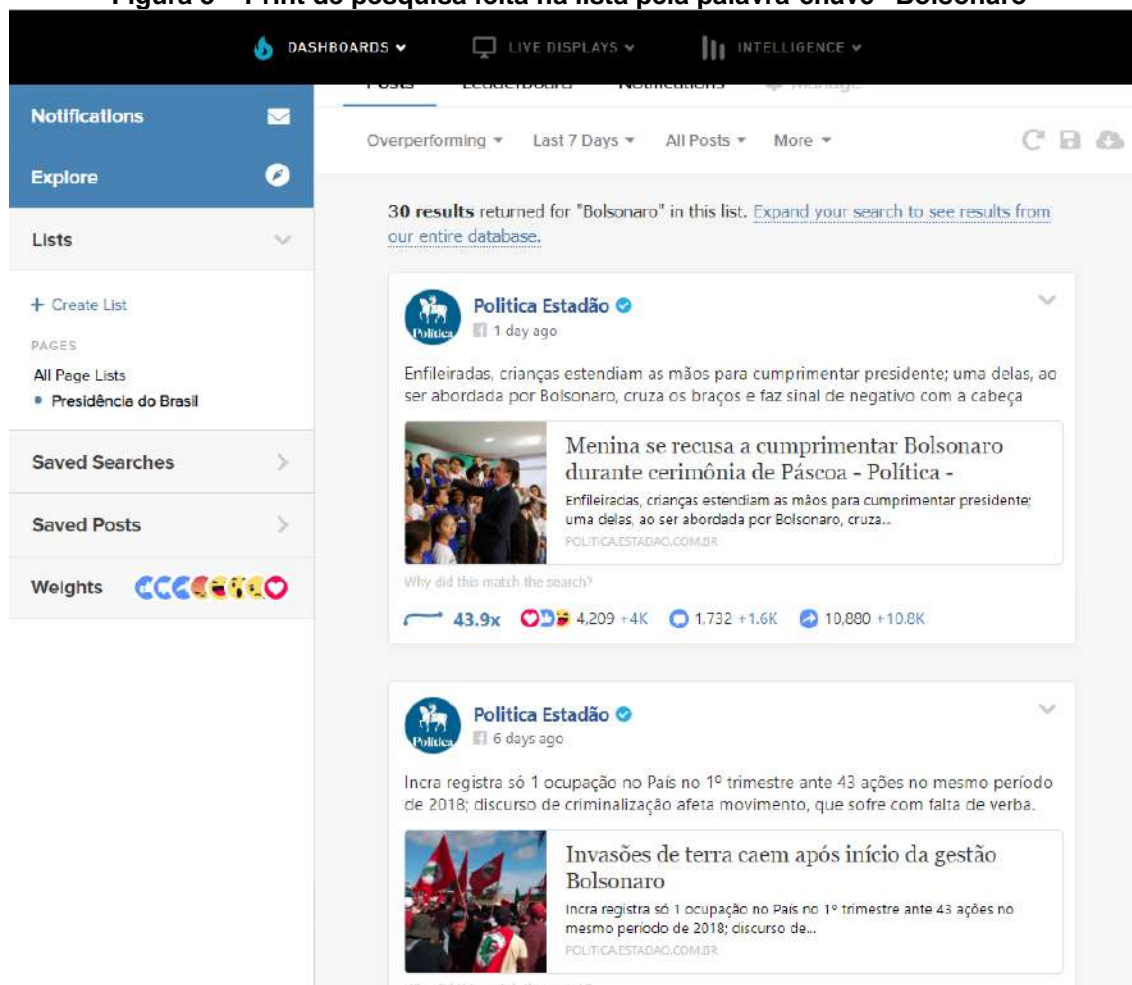 DASHBOARDS
LIVE DISPLAYS
INTELLIGENCE
Notifications
Explore
Lists
+ Create List
PAGES
All Page Lists
Presidência do Brasil
Saved Searches
Saved Posts
Weights
Posts Leaderboard Notifications Manage
Overperforming Last 7 Days All Posts More
30 results returned for "Bolsonaro" in this list. Expand your search to see results from
our entire database.
Politica Estadão
Política
1 day ago
Enfileiradas, crianças estendiam as mãos para cumprimentar presidente; uma delas, ao
ser abordada por Bolsonaro, cruza os braços e faz sinal de negativo com a cabeça
Menina se recusa a cumprimentar Bolsonaro
durante cerimônia de Páscoa - Política -
Enfileiradas, crianças estendiam as mãos para cumprimentar presidente;
uma delas, ao ser abordada por Bolsonaro, cruza...
POLITICA.ESTADAO.COM.BR
Why did this match the search?
43.9x 4,209 +4K 1,732 +1.6K 10,880 +10.8K
Politica Estadão
Política
6 days ago
Incra registra só 1 ocupação no País no 1º trimestre ante 43 ações no mesmo período
de 2018; discurso de criminalização afeta movimento, que sofre com falta de verba.
Invasões de terra caem após início da gestão
Bolsonaro
Incra registra só 1 ocupação no País no 1º trimestre ante 43 ações no
mesmo período de 2018; discurso de...
POLITICA.ESTADAO.COM.BR